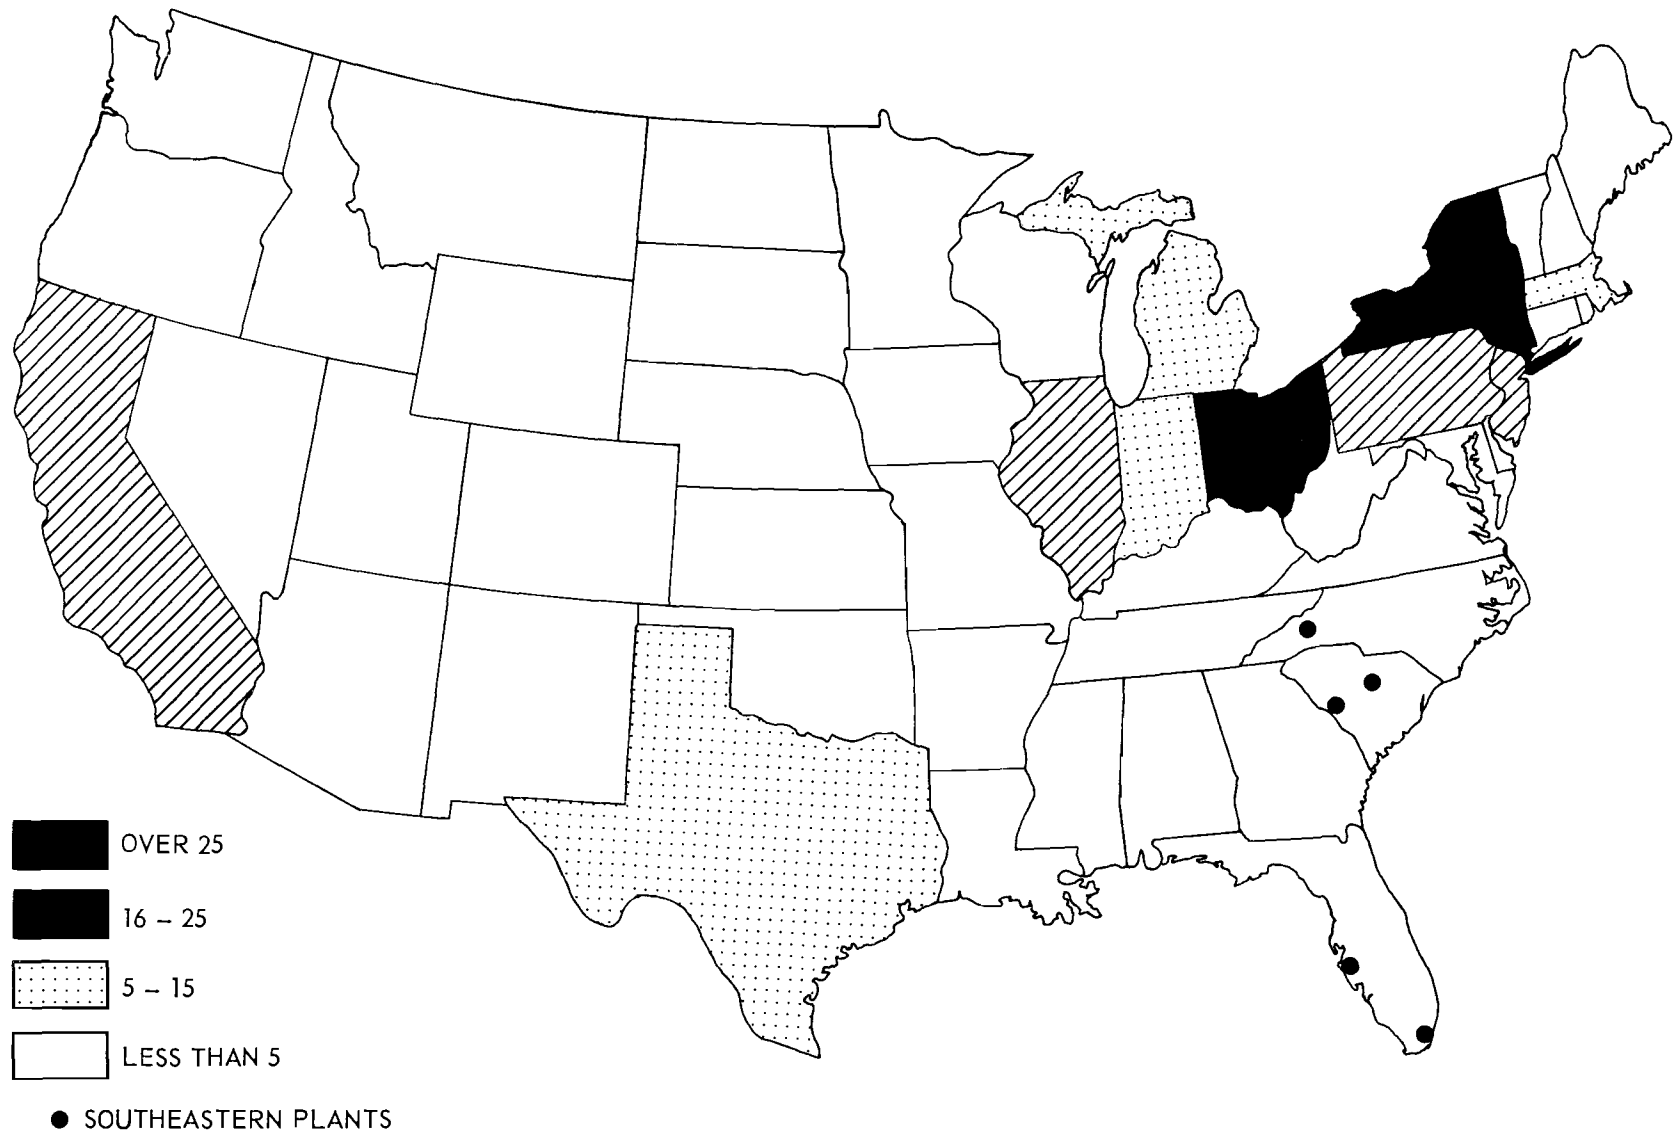 OVER 25
16 – 25
5 – 15
LESS THAN 5
SOUTHEASTERN PLANTS